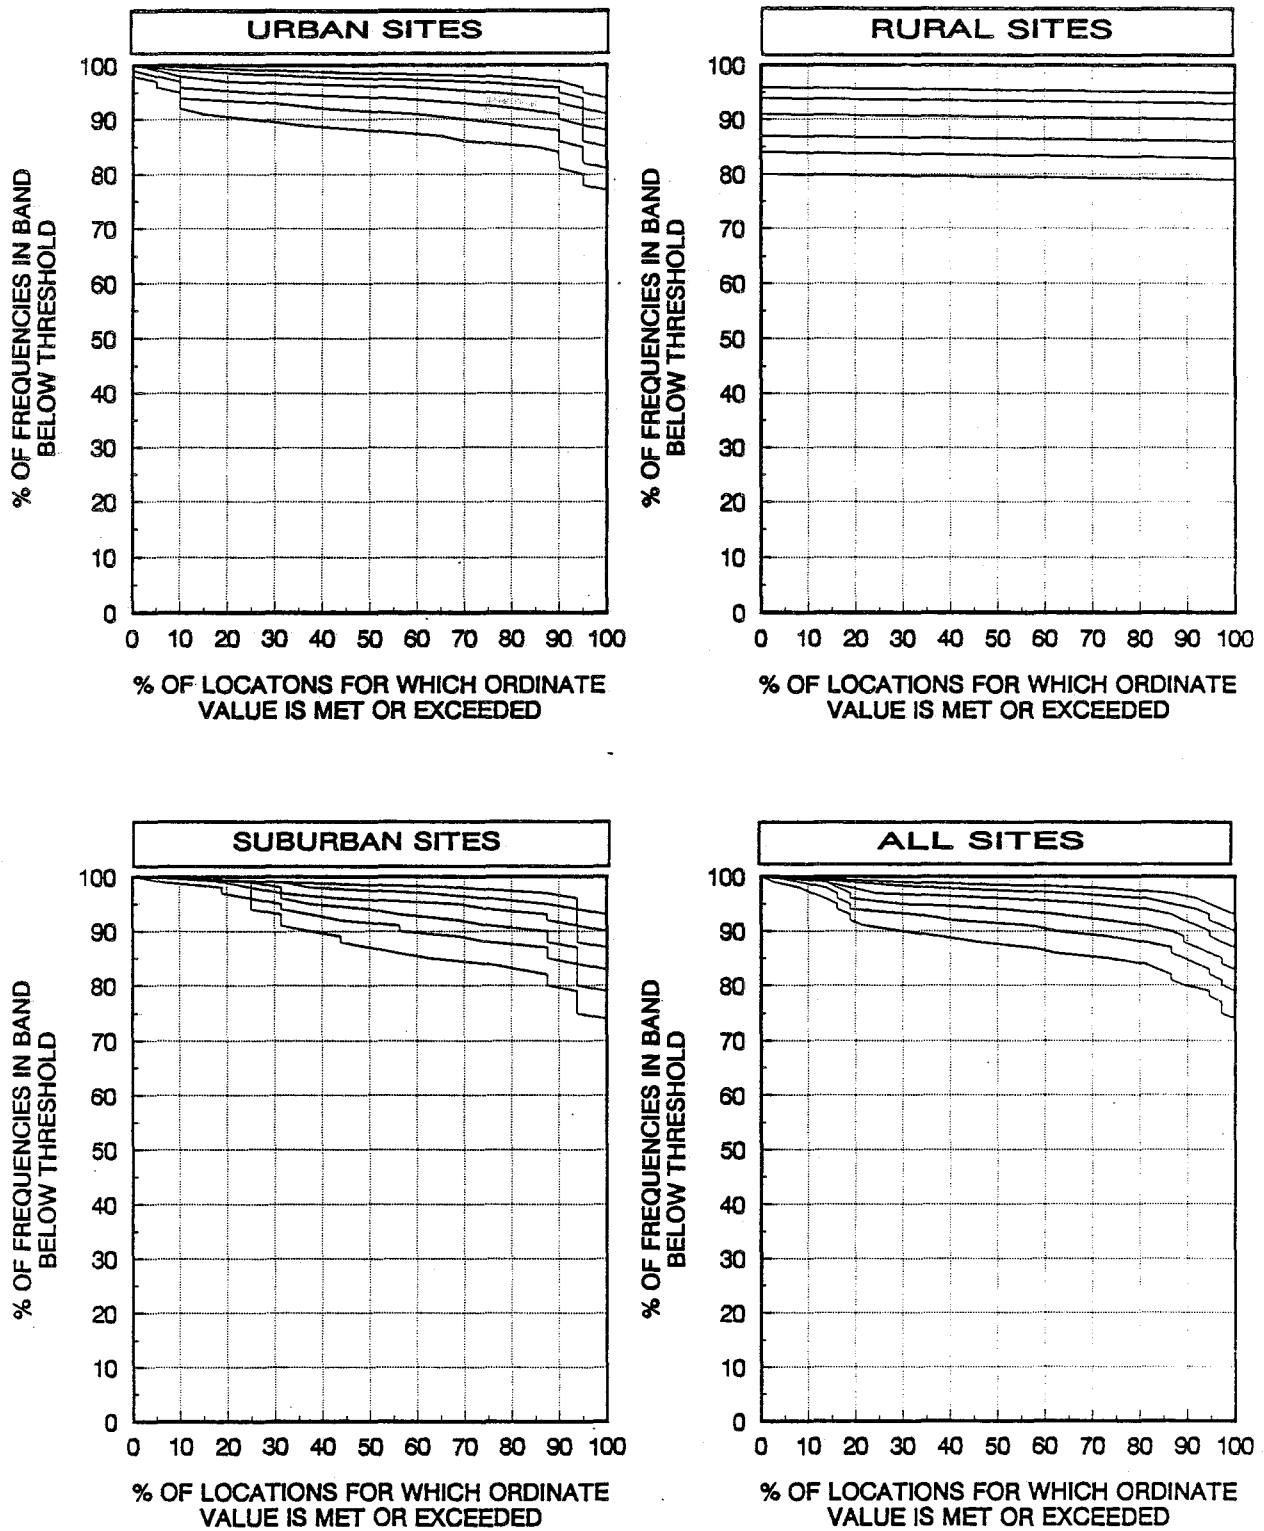 URBAN SITES
100
90
80
70
60
50
40
30
20
10
0
0 10 20 30 40 50 60 70 80 90 100
% OF FREQUENCIES IN BAND
BELOW THRESHOLD
% OF LOCATONS FOR WHICH ORDINATE
VALUE IS MET OR EXCEEDED
RURAL SITES
100
90
80
70
60
50
40
30
20
10
0
0 10 20 30 40 50 60 70 80 90 100
% OF FREQUENCIES IN BAND
BELOW THRESHOLD
% OF LOCATIONS FOR WHICH ORDINATE
VALUE IS MET OR EXCEEDED
SUBURBAN SITES
100
90
80
70
60
50
40
30
20
10
0
0 10 20 30 40 50 60 70 80 90 100
% OF FREQUENCIES IN BAND
BELOW THRESHOLD
% OF LOCATIONS FOR WHICH ORDINATE
VALUE IS MET OR EXCEEDED
ALL SITES
100
90
80
70
60
50
40
30
20
10
0
0 10 20 30 40 50 60 70 80 90 100
% OF FREQUENCIES IN BAND
BELOW THRESHOLD
% OF LOCATIONS FOR WHICH ORDINATE
VALUE IS MET OR EXCEEDED